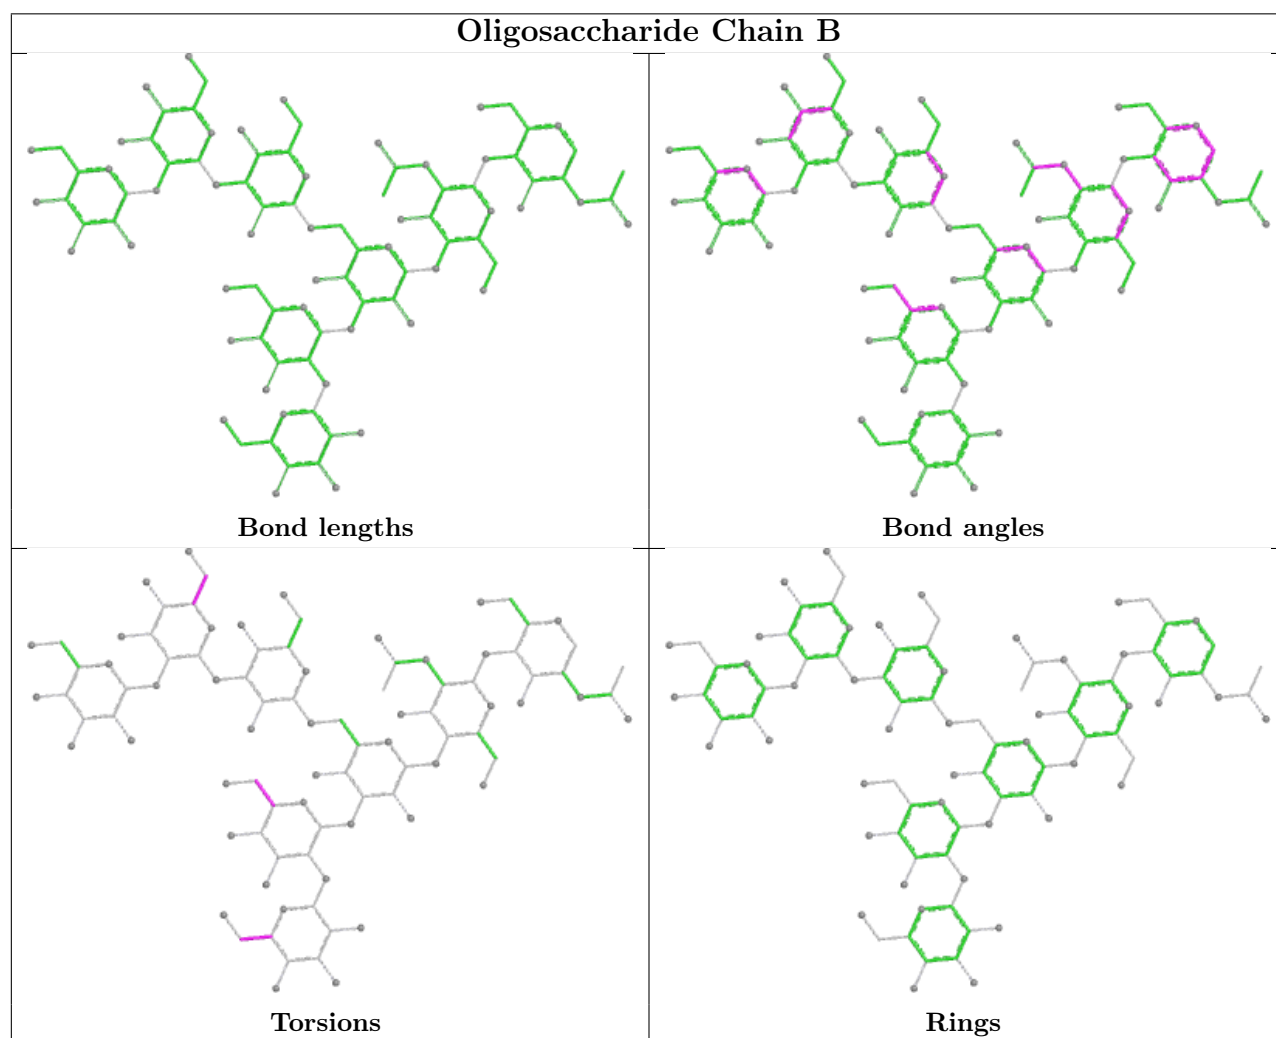 Oligosaccharide Chain B
Bond lengths
Bond angles
Torsions
Rings